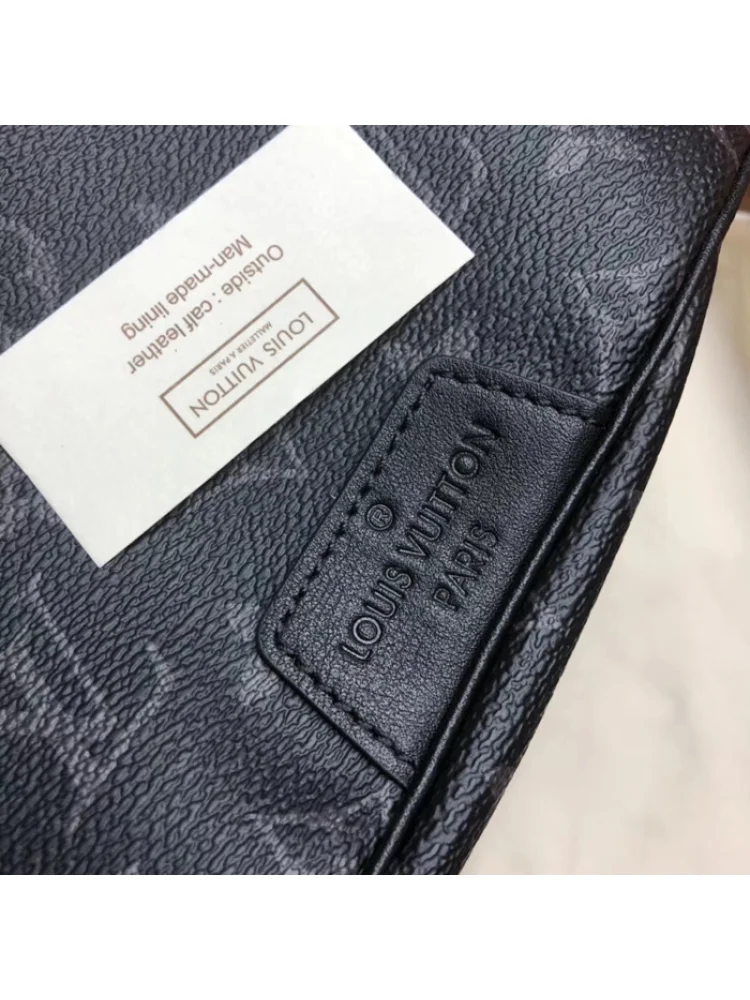 LOUIS VUITTON
MALLETIER À PARIS
Outside : calf leather
Man-made lining
®
LOUIS VUITTON
PARIS